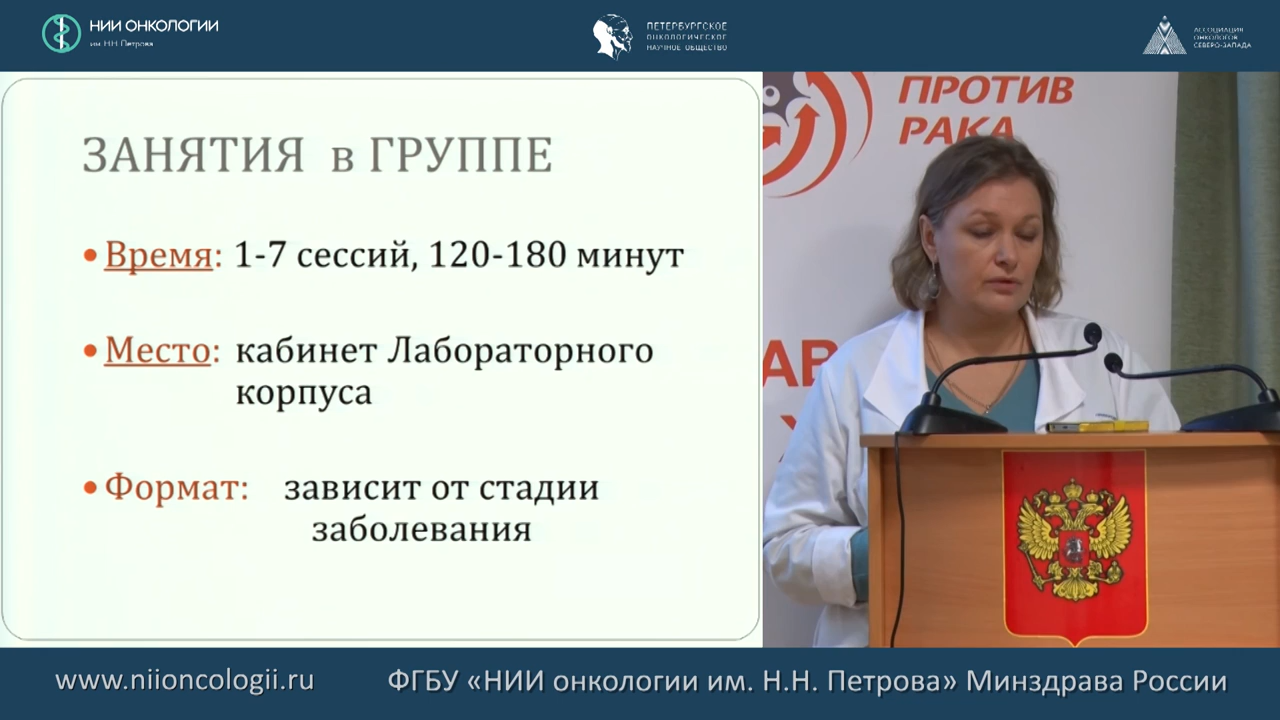 НИИ ОНКОЛОГИИ
им. Н.Н. Петрова
ПЕТЕРБУРГСКОЕ
ОНКОЛОГИЧЕСКОЕ
НАУЧНОЕ ОБЩЕСТВО
АССОЦИАЦИЯ
ОНКОЛОГОВ
СЕВЕРО-ЗАПАДА
ЗАНЯТИЯ в ГРУППЕ
•Время: 1-7 сессий, 120-180 минут
•Место: кабинет Лабораторного
корпуса
•Формат: зависит от стадии
заболевания
ПРОТИВ
РАКА
АВ
www.niioncologii.ru
ФГБУ «НИИ онкологии им. Н.Н. Петрова» Минздрава России